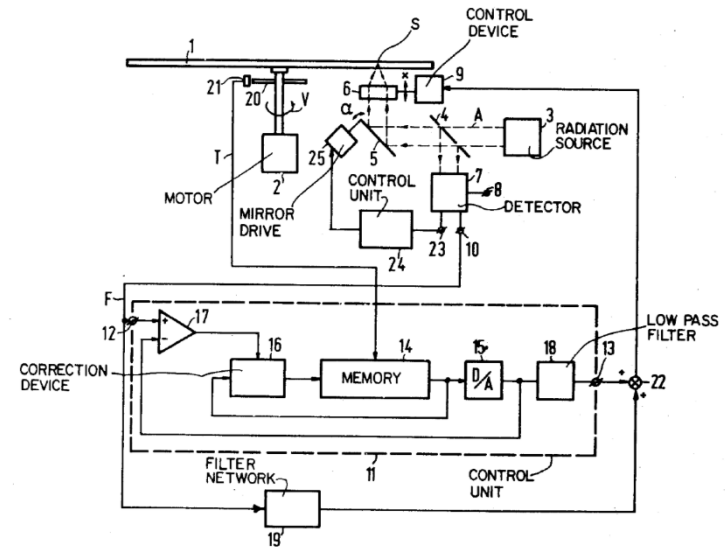 S
CONTROL
DEVICE
1
21
20
V
6
x
9
α
A
4
3
RADIATION
SOURCE
25
5
T
2
7
8
MOTOR
MIRROR
DRIVE
CONTROL
UNIT
DETECTOR
24
23
10
F
12
+
-
17
16
14
15
18
LOW PASS
FILTER
13
CORRECTION
DEVICE
MEMORY
D/A
+
22
+
11
FILTER
NETWORK
CONTROL
UNIT
19